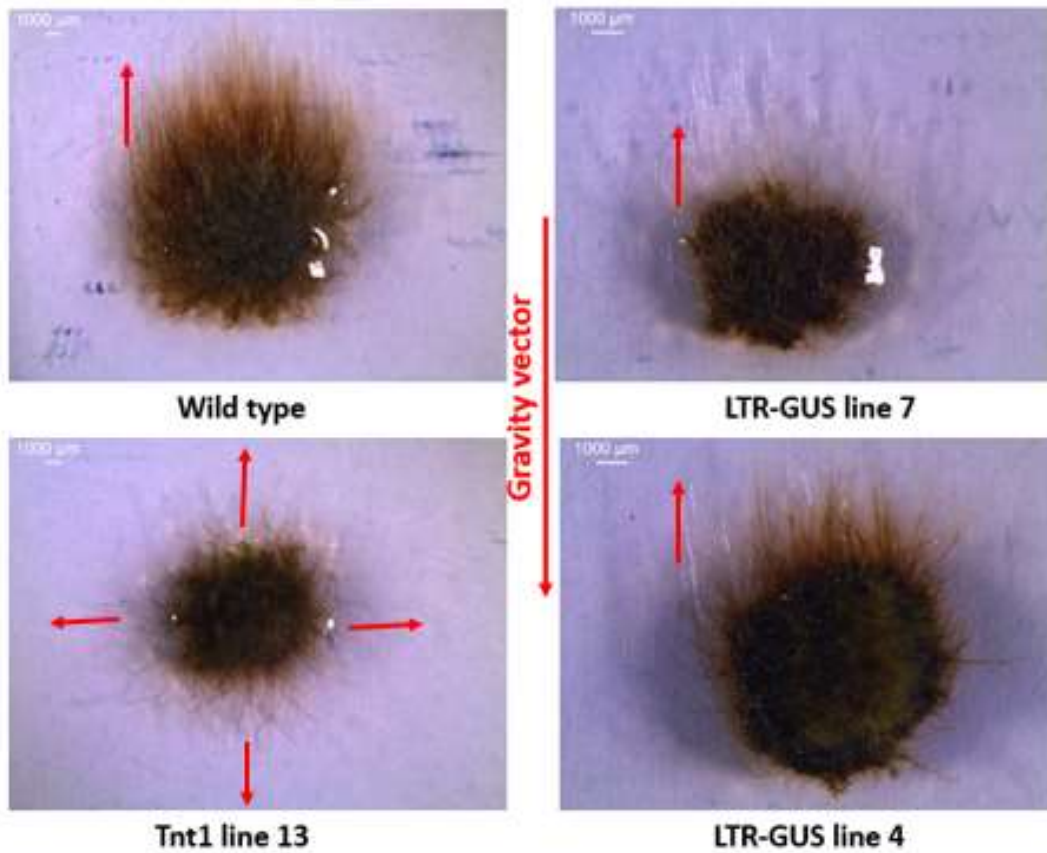 1000 µm
1000 µm
Wild type
LTR-GUS line 7
Gravity vector
1000 µm
1000 µm
Tnt1 line 13
LTR-GUS line 4